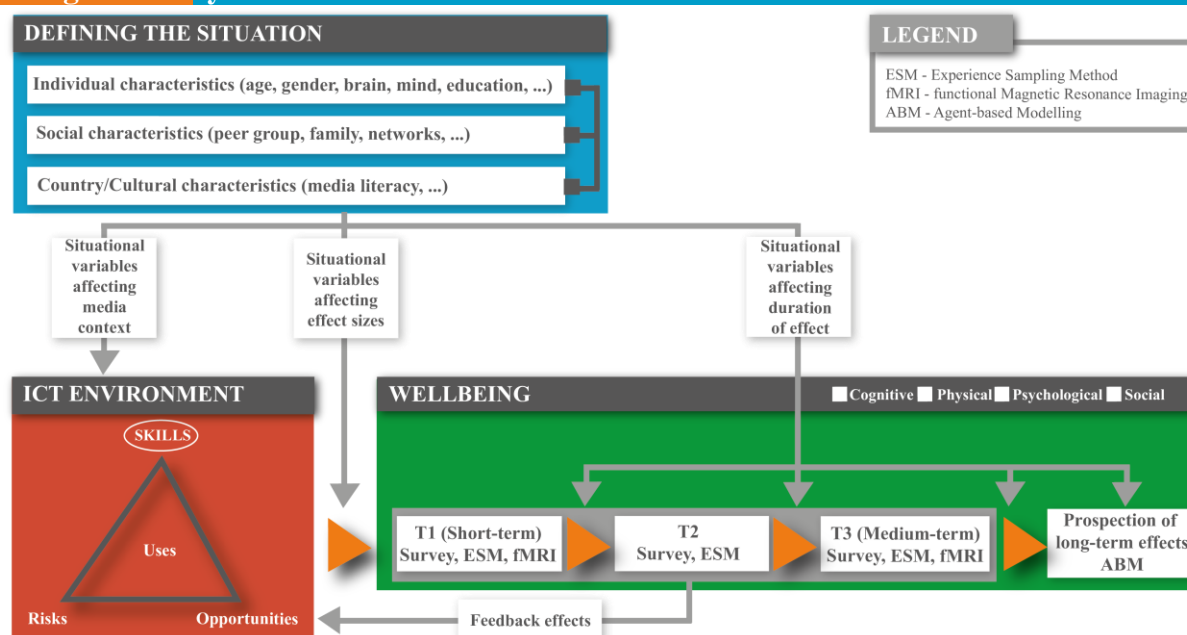 DEFINING THE SITUATION
Individual characteristics (age, gender, brain, mind, education, ...)
Social characteristics (peer group, family, networks, ...)
Country/Cultural characteristics (media literacy, ...)
LEGEND
ESM - Experience Sampling Method
fMRI - functional Magnetic Resonance Imaging
ABM - Agent-based Modelling
Situational
variables
affecting
media
context
Situational
variables
affecting
effect sizes
Situational
variables
affecting
duration
of effect
ICT ENVIRONMENT
SKILLS
Uses
Risks
Opportunities
WELLBEING
Cognitive Physical Psychological Social
T1 (Short-term)
Survey, ESM, fMRI
T2
Survey, ESM
T3 (Medium-term)
Survey, ESM, fMRI
Prospection of
long-term effects
ABM
Feedback effects